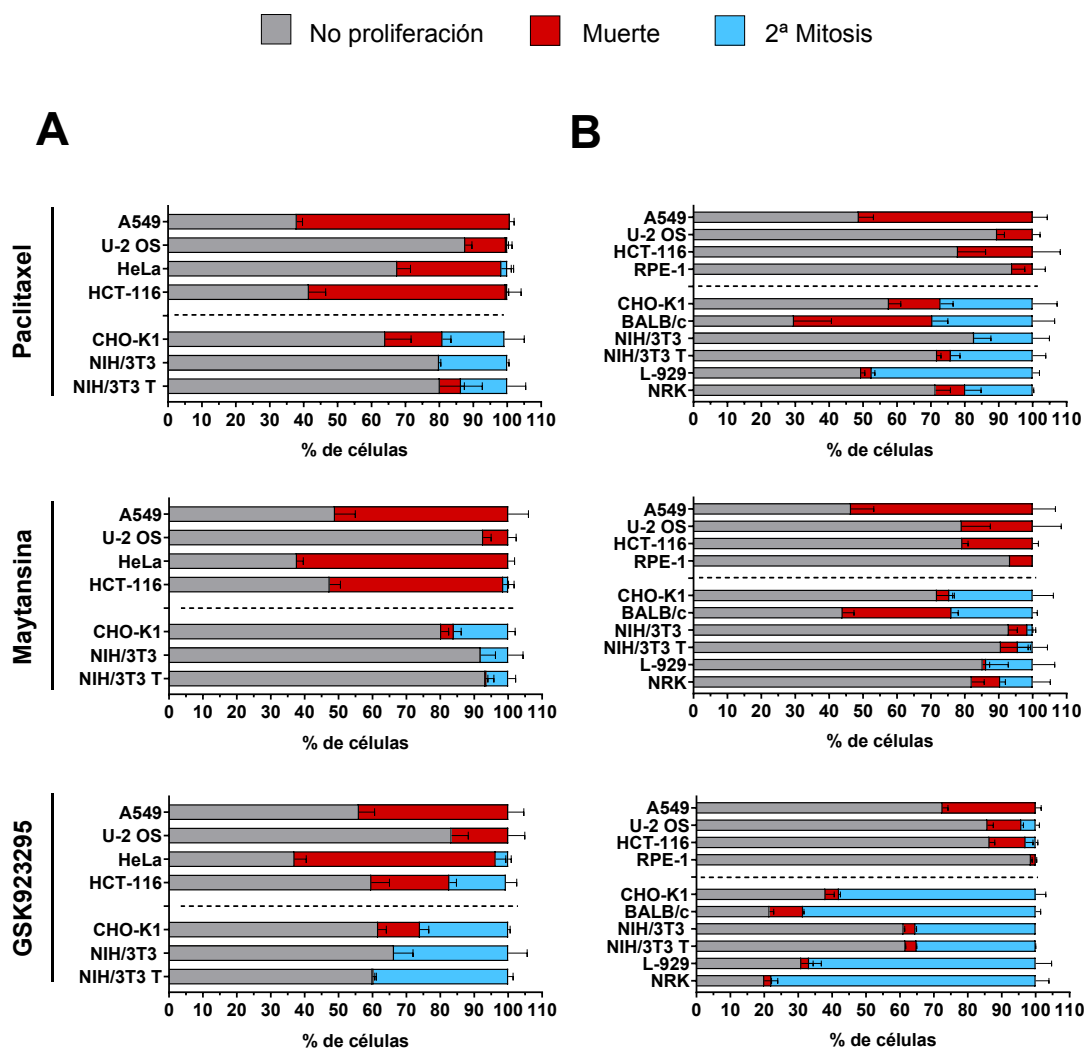 No proliferación Muerte 2ª Mitosis
A B
Paclitaxel
A549
U-2 OS
HeLa
HCT-116
CHO-K1
NIH/3T3
NIH/3T3 T
0 10 20 30 40 50 60 70 80 90 100 110
% de células
A549
U-2 OS
HCT-116
RPE-1
CHO-K1
BALB/c
NIH/3T3
NIH/3T3 T
L-929
NRK
0 10 20 30 40 50 60 70 80 90 100 110
% de células
Maytansina
A549
U-2 OS
HeLa
HCT-116
CHO-K1
NIH/3T3
NIH/3T3 T
0 10 20 30 40 50 60 70 80 90 100 110
% de células
A549
U-2 OS
HCT-116
RPE-1
CHO-K1
BALB/c
NIH/3T3
NIH/3T3 T
L-929
NRK
0 10 20 30 40 50 60 70 80 90 100 110
% de células
GSK923295
A549
U-2 OS
HeLa
HCT-116
CHO-K1
NIH/3T3
NIH/3T3 T
0 10 20 30 40 50 60 70 80 90 100 110
% de células
A549
U-2 OS
HCT-116
RPE-1
CHO-K1
BALB/c
NIH/3T3
NIH/3T3 T
L-929
NRK
0 10 20 30 40 50 60 70 80 90 100 110
% de células